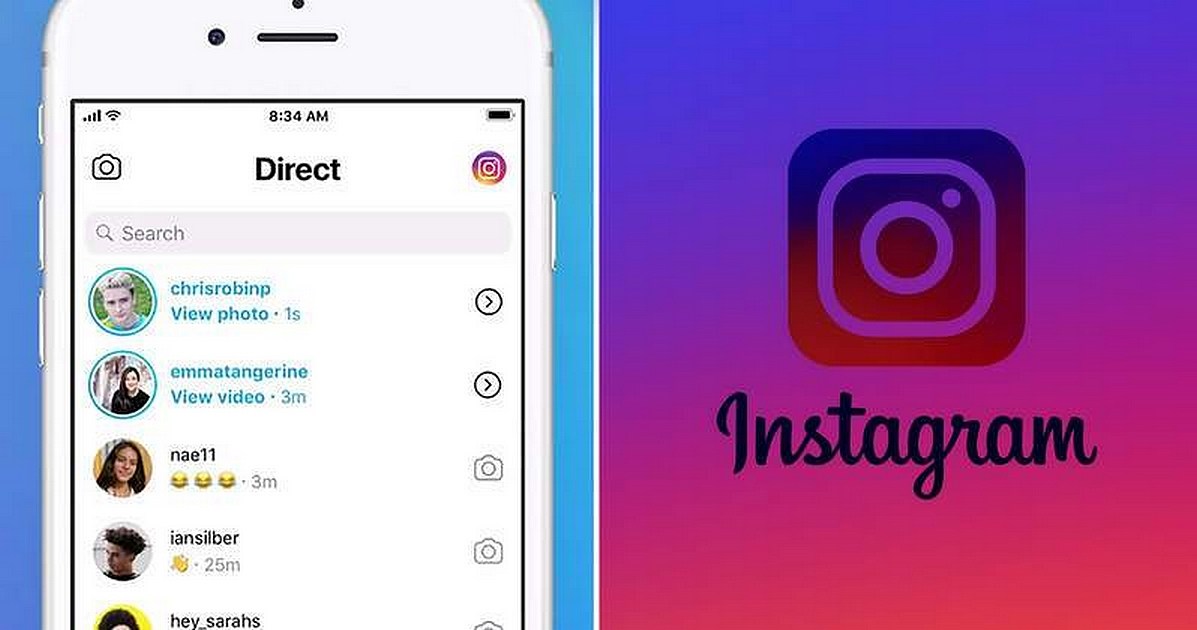 8:34 AM
Direct
Search
chrisrobinp
View photo · 1s
emmatangerine
View video · 3m
nae11
😂 😂 😂 · 3m
iansilber
👏 · 25m
hey_sarahs
Instagram